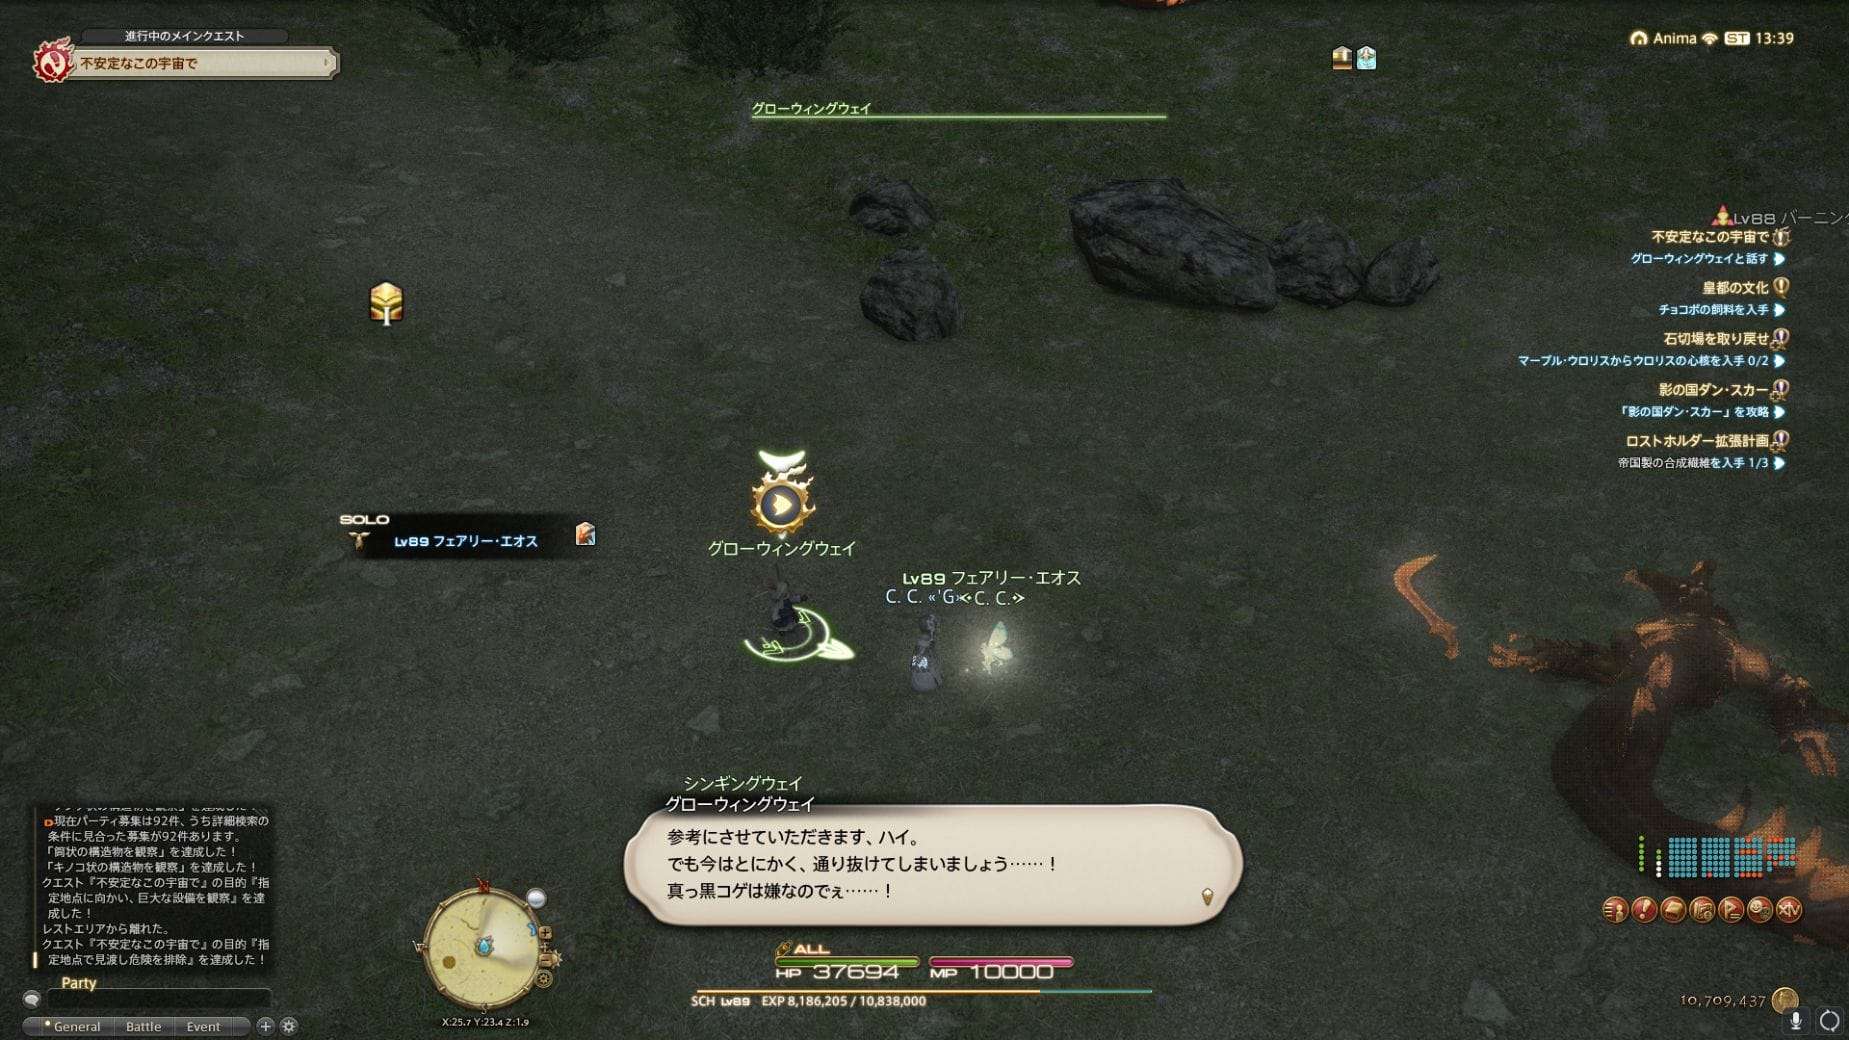 進行中のメインクエスト
不安定なこの宇宙で
Anima ST 13:39
グローウィングウェイ
Lv88 バーニン
不安定なこの宇宙で
グローウィングウェイと話す
皇都の文化
チョコボの飼料を入手
石切場を取り戻せ
マーブル・ウロリスからウロリスの心核を入手 0/2
影の国ダン・スカー
「影の国ダン・スカー」を攻略
ロストホルダー拡張計画
帝国製の合成繊維を入手 1/3
SOLO
Lv89 フェアリー・エオス
グローウィングウェイ
Lv89 フェアリー・エオス
C. C. «'G»
C. C.
シンギングウェイ
グローウィングウェイ
参考にさせていただきます、ハイ。
でも今はとにかく、通り抜けてしまいましょう……！
真っ黒コゲは嫌なのでぇ……！
現在パーティ募集は92件、うち詳細検索の
条件に見合った募集が92件あります。
「筒状の構造物を観察」を達成した！
「キノコ状の構造物を観察」を達成した！
クエスト『不安定なこの宇宙で』の目的『指
定地点に向かい、巨大な設備を観察』を達
成した！
レストエリアから離れた。
クエスト『不安定なこの宇宙で』の目的『指
定地点で見渡し危険を排除』を達成した！
Party
General Battle Event
X:25.7 Y:23.4 Z:1.9
ALL
HP 37694 MP 10000
SCH Lv89 EXP 8,186,205 / 10,838,000
XIV
10,709,437